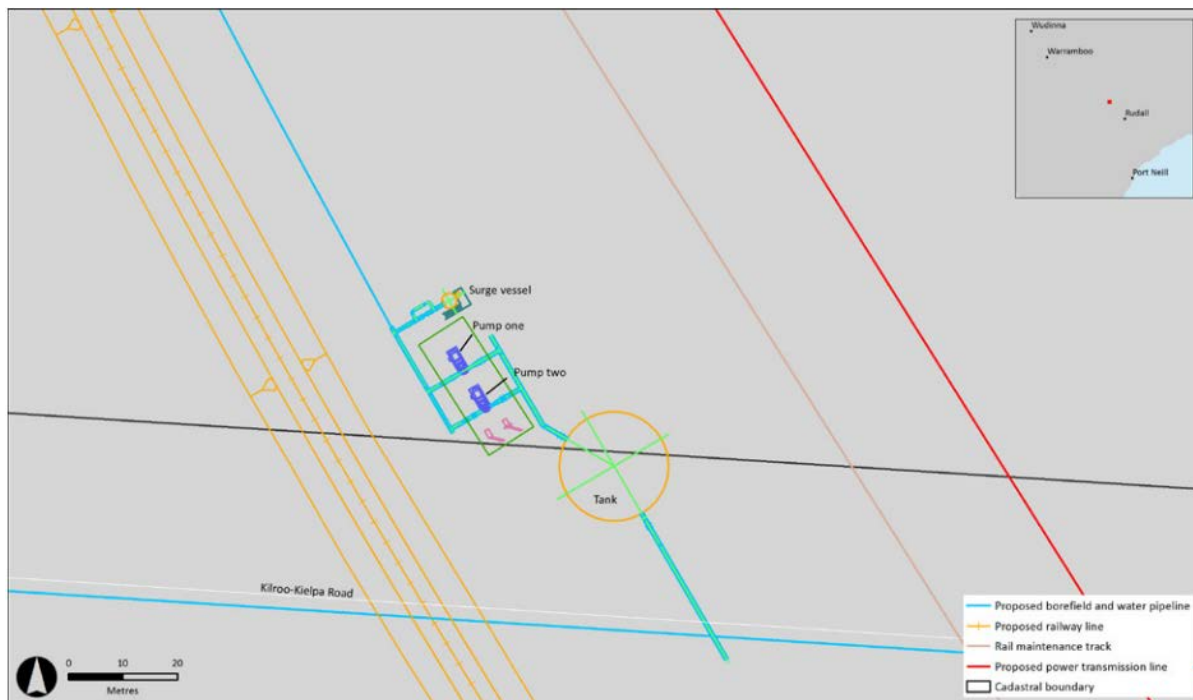 Wudinna
Warramboo
Rudall
Port Neill
Surge vessel
Pump one
Pump two
Tank
Kilroo-Kielpa Road
Proposed borefield and water pipeline
Proposed railway line
Rail maintenance track
Proposed power transmission line
Cadastral boundary
0 10 20
Metres